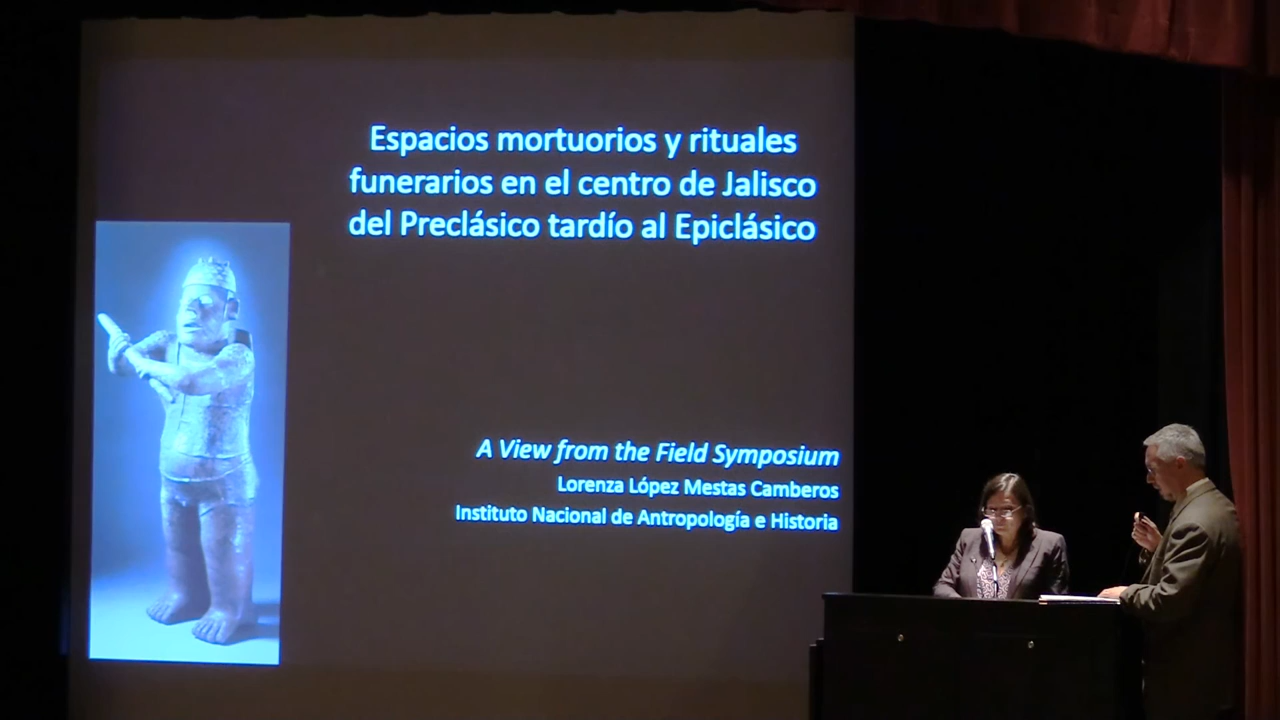 Espacios mortuorios y rituales
funerarios en el centro de Jalisco
del Preclásico tardío al Epiclásico
A View from the Field Symposium
Lorenza López Mestas Camberos
Instituto Nacional de Antropología e Historia